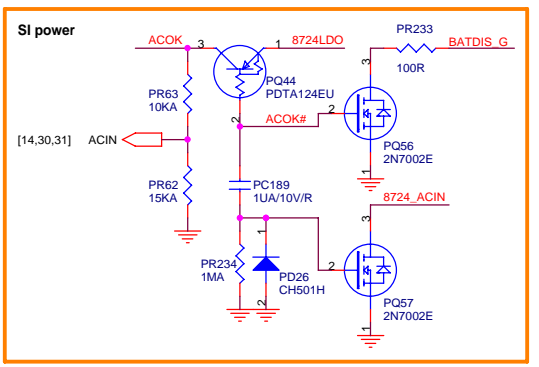 SI power
ACOK 3 1 8724LDO
PR233
BATDIS_G
100R
3
PQ44
PDTA124EU
PR63
10KA
2
ACOK#
2
PQ56
2N7002E
1
[14,30,31] ACIN
PR62
15KA
PC189
1UA/10V/R
8724_ACIN
3
1
PR234
1MA
PD26
CH501H
2
2
PQ57
2N7002E
1